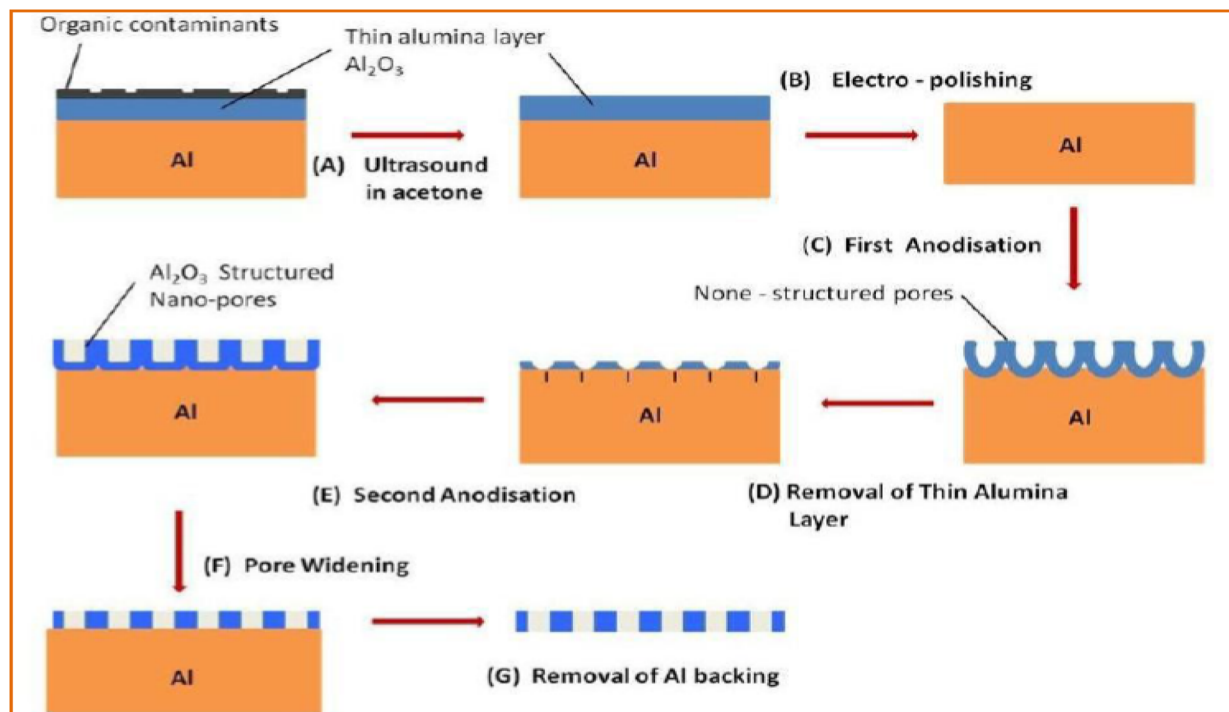 Organic contaminants
Thin alumina layer
Al₂O₃
(B) Electro - polishing
Al
(A) Ultrasound
in acetone
Al
Al
(C) First Anodisation
Al₂O₃ Structured
Nano-pores
None - structured pores
Al
Al
Al
(E) Second Anodisation
(D) Removal of Thin Alumina
Layer
(F) Pore Widening
Al
(G) Removal of Al backing